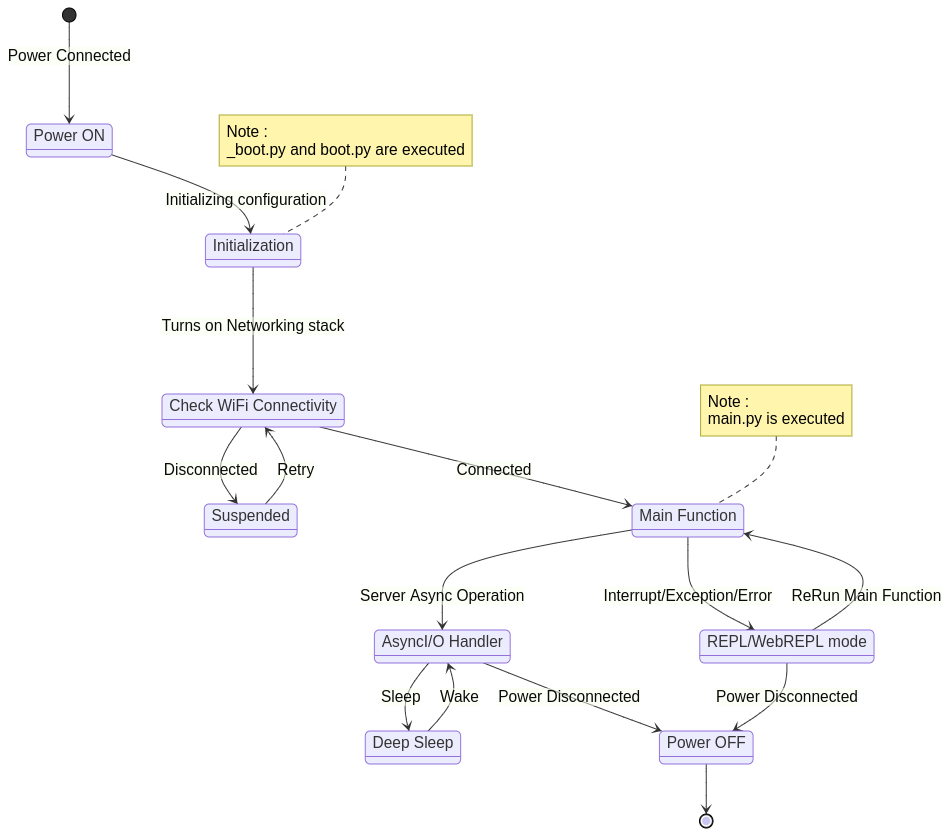 Power Connected
Power ON
Note :
_boot.py and boot.py are executed
Initializing configuration
Initialization
Turns on Networking stack
Check WiFi Connectivity
Note :
main.py is executed
Disconnected
Retry
Connected
Suspended
Main Function
Server Async Operation
Interrupt/Exception/Error
ReRun Main Function
AsyncI/O Handler
REPL/WebREPL mode
Sleep
Wake
Power Disconnected
Power Disconnected
Deep Sleep
Power OFF